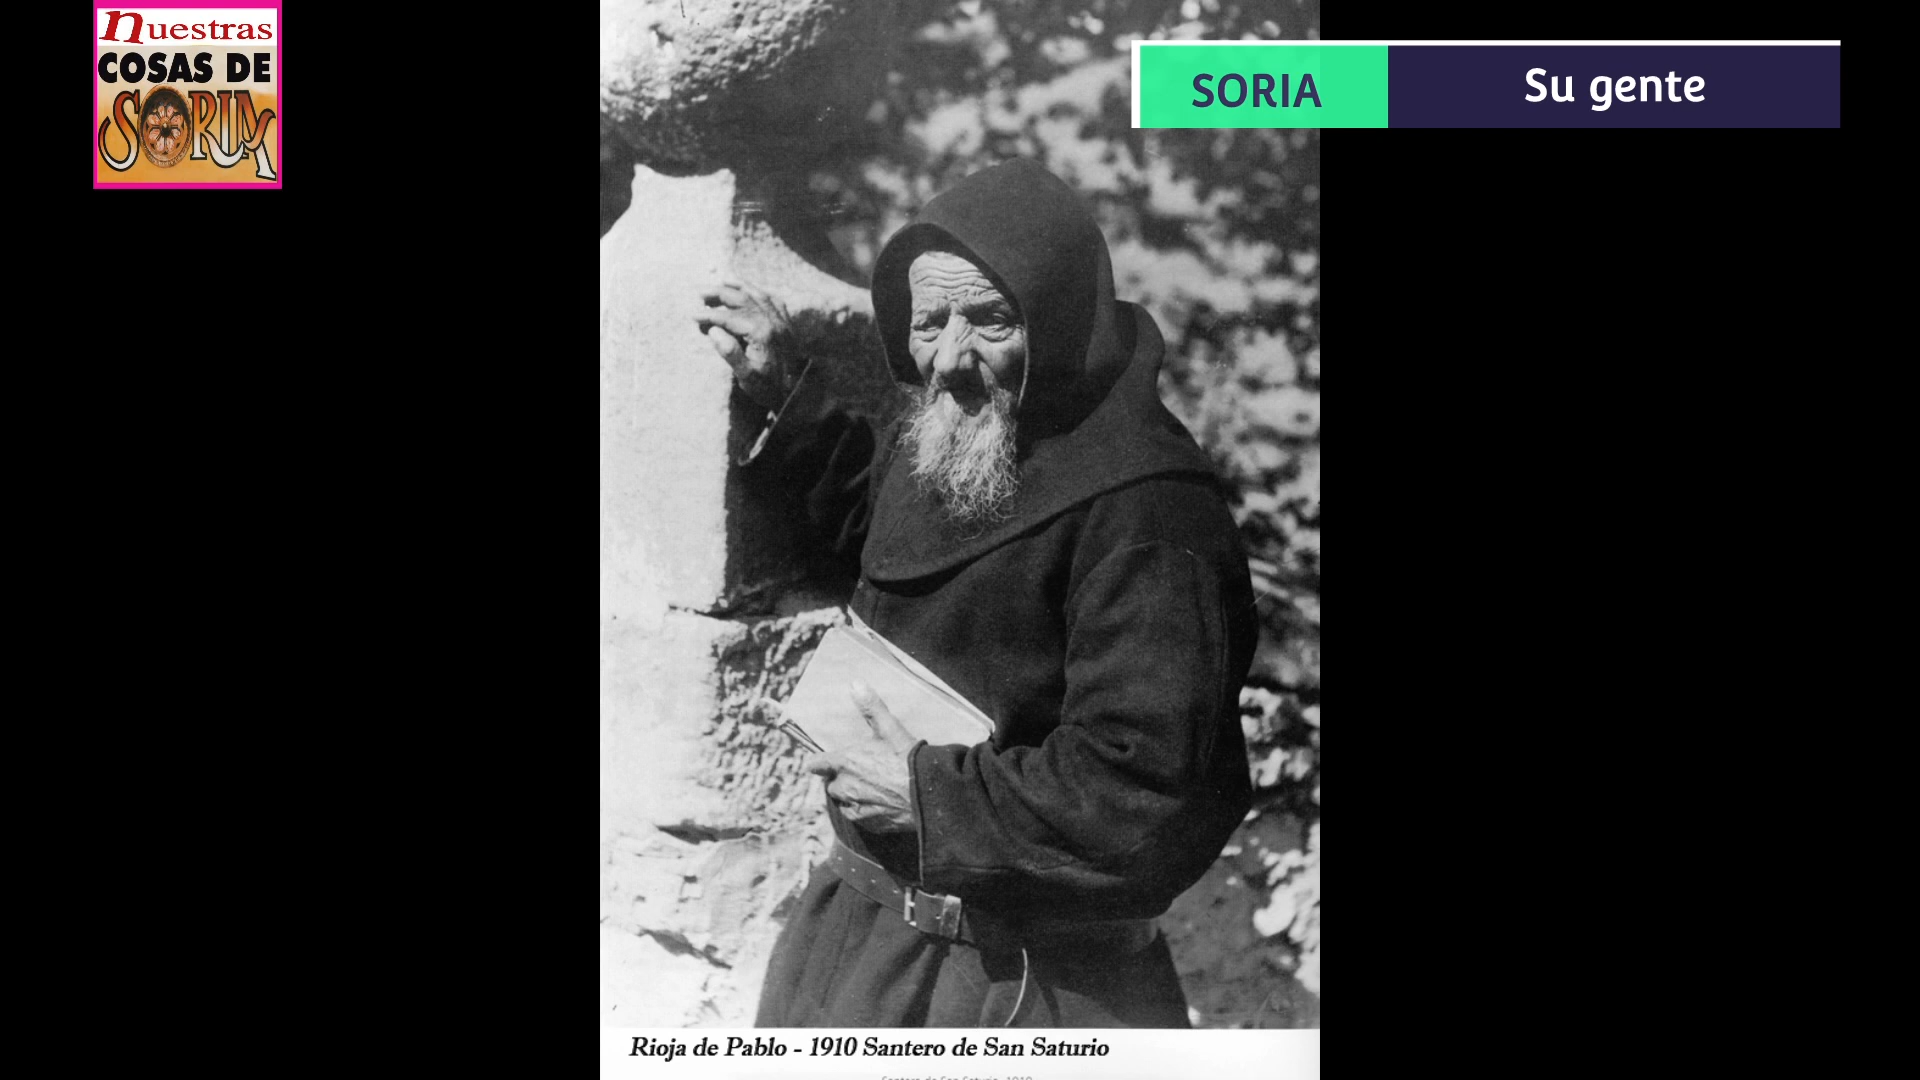 nuestras
COSAS DE
SORIA
SORIA
Su gente
Rioja de Pablo - 1910 Santero de San Saturio